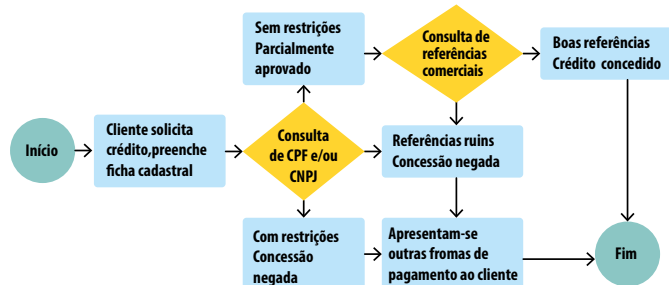 Início
Cliente solicita
crédito,preenche
ficha cadastral
Sem restrições
Parcialmente
aprovado
Consulta de
referências
comerciais
Boas referências
Crédito concedido
Consulta
de CPF e/ou
CNPJ
Referências ruins
Concessão negada
Com restrições
Concessão
negada
Apresentam-se
outras fromas de
pagamento ao cliente
Fim